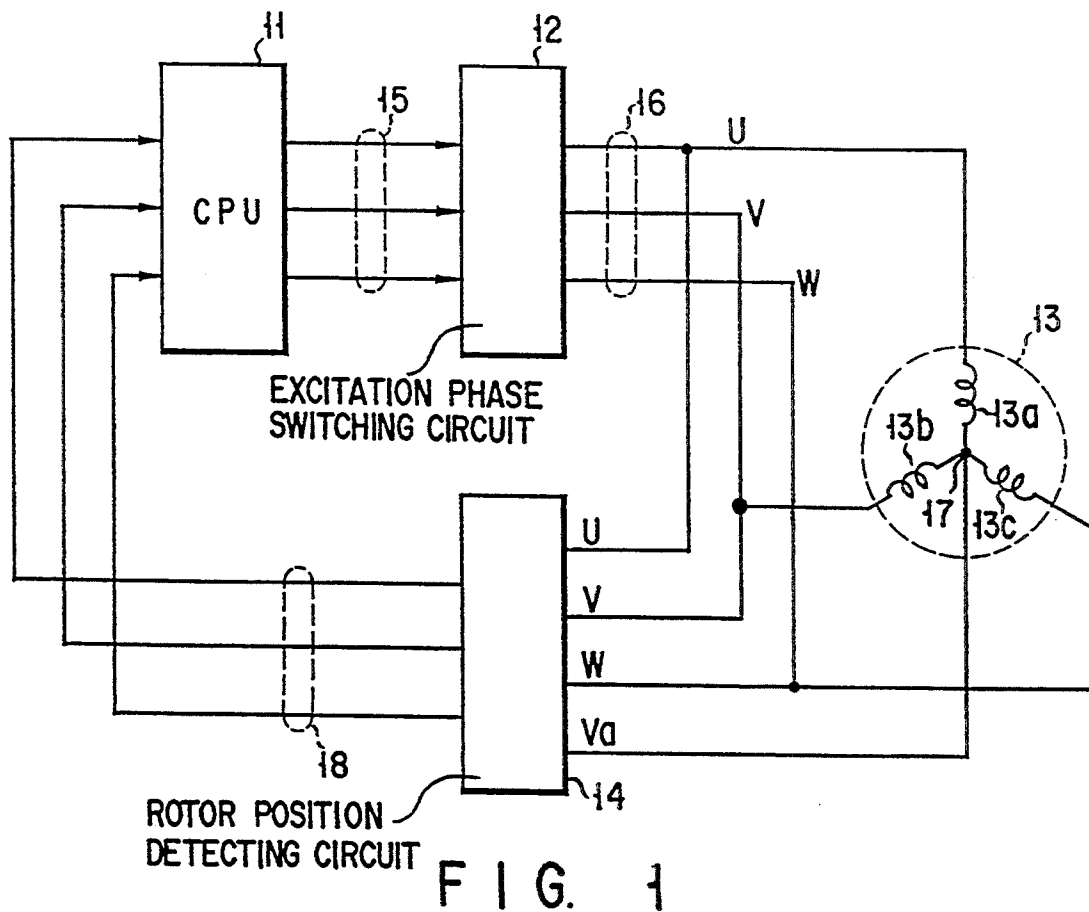 11
12
15
16
U
CPU
V
W
13
EXCITATION PHASE
SWITCHING CIRCUIT
13a
13b
17
13c
U
V
W
Va
18
14
ROTOR POSITION
DETECTING CIRCUIT
FIG. 1